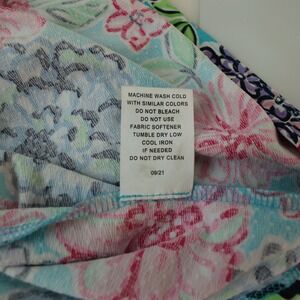 MACHINE WASH COLD
WITH SIMILAR COLORS
DO NOT BLEACH
DO NOT USE
FABRIC SOFTENER
TUMBLE DRY LOW
COOL IRON
IF NEEDED
DO NOT DRY CLEAN
09/21